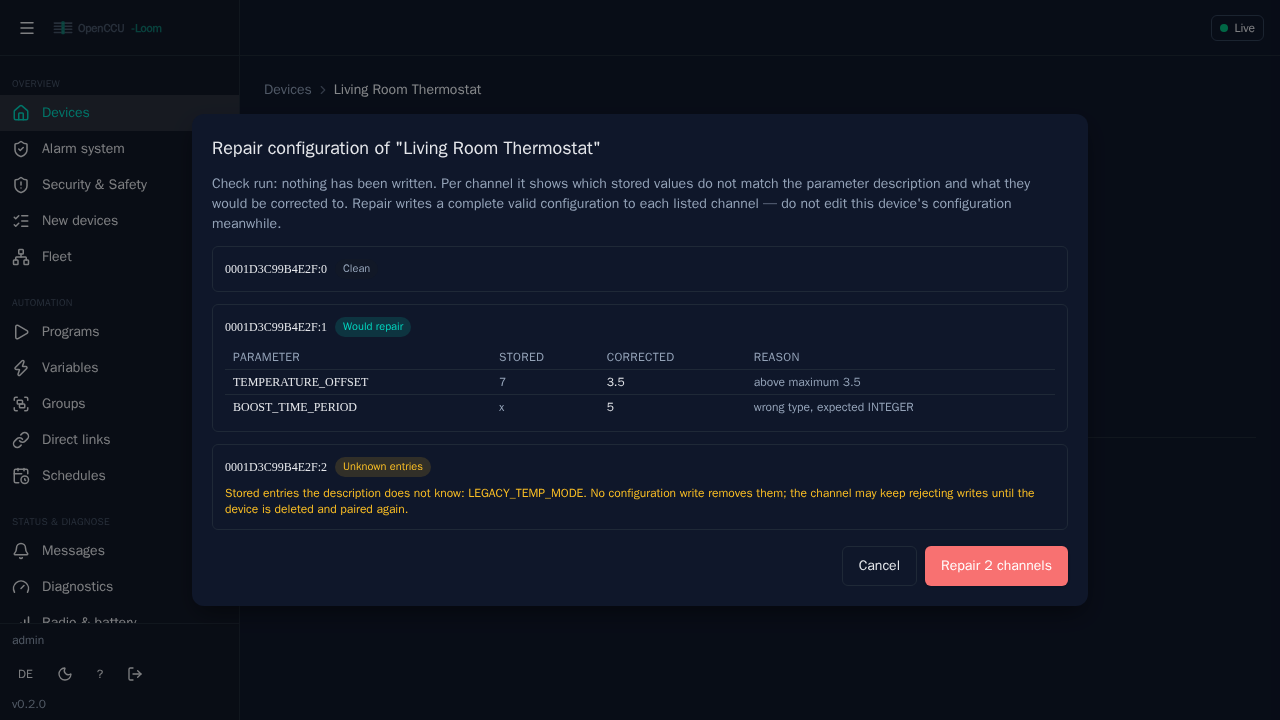 OpenCCU -Loom
Live
OVERVIEW
Devices
Alarm system
Security & Safety
New devices
Fleet
AUTOMATION
Programs
Variables
Groups
Direct links
Schedules
STATUS & DIAGNOSE
Messages
Diagnostics
Radio & battery
admin
DE
?
v0.2.0
Devices > Living Room Thermostat
Repair configuration of "Living Room Thermostat"
Check run: nothing has been written. Per channel it shows which stored values do not match the parameter description and what they
would be corrected to. Repair writes a complete valid configuration to each listed channel — do not edit this device's configuration
meanwhile.
0001D3C99B4E2F:0 Clean
0001D3C99B4E2F:1 Would repair
PARAMETER STORED CORRECTED REASON
TEMPERATURE_OFFSET 7 3.5 above maximum 3.5
BOOST_TIME_PERIOD x 5 wrong type, expected INTEGER
0001D3C99B4E2F:2 Unknown entries
Stored entries the description does not know: LEGACY_TEMP_MODE. No configuration write removes them; the channel may keep rejecting writes until the
device is deleted and paired again.
Cancel
Repair 2 channels